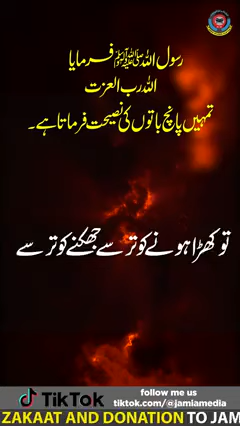 رسول اللہ ﷺ فرمایا
اللہ رب العزت
تمہیں پانچ باتوں کی نصیحت فرماتا ہے۔
تو کھڑا ہونے کو ترسے جھکنے کو ترسے
TikTok
follow me us
tiktok.com/@jamiamedia
ZAKAAT AND DONATION TO JAM